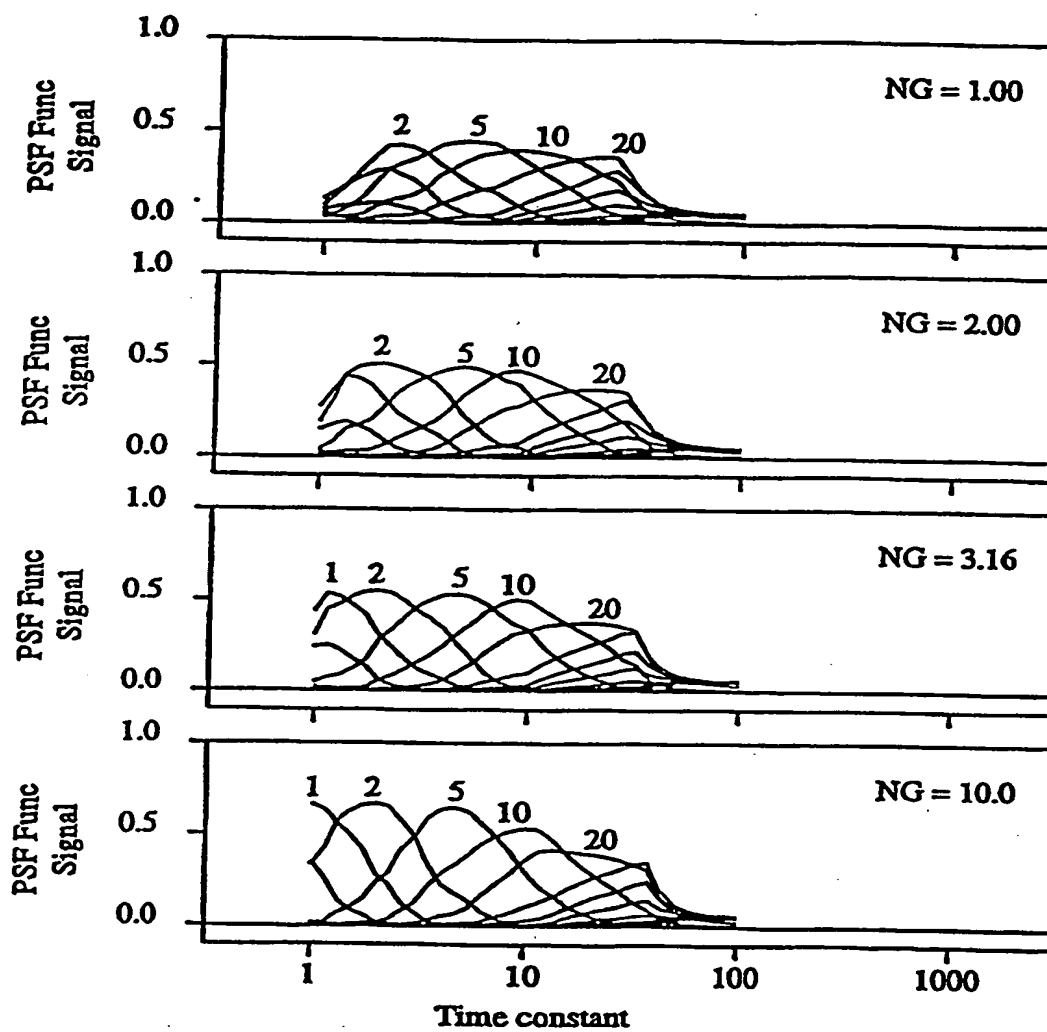 1.0
0.5
0.0
PSF Func
Signal
NG = 1.00
2 5 10 20
1.0
0.5
0.0
PSF Func
Signal
NG = 2.00
2 5 10 20
1.0
0.5
0.0
PSF Func
Signal
NG = 3.16
1 2 5 10 20
1.0
0.5
0.0
PSF Func
Signal
NG = 10.0
1 2 5 10 20
1 10 100 1000
Time constant